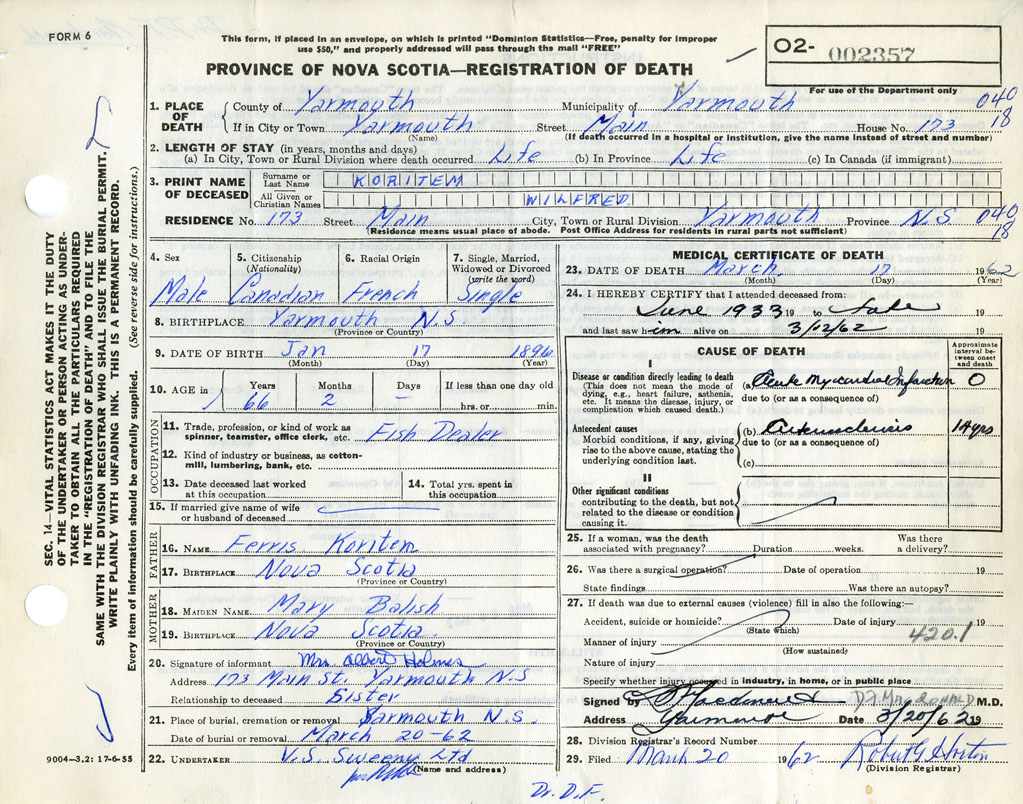 FORM 6
This form, if placed in an envelope, on which is printed "Dominion Statistics—Free, penalty for improper
use $50," and properly addressed will pass through the mail "FREE"
PROVINCE OF NOVA SCOTIA—REGISTRATION OF DEATH
O2- 002357
For use of the Department only
1. PLACE OF DEATH { County of Yarmouth Municipality of Yarmouth 040
If in City or Town Yarmouth Street Main House No. 173 18
(Name) (If death occurred in a hospital or institution, give the name instead of street and number)
2. LENGTH OF STAY (in years, months and days)
(a) In City, Town or Rural Division where death occurred Life (b) In Province Life (c) In Canada (if immigrant)
3. PRINT NAME OF DECEASED { Surname or Last Name KORITEM
All Given or Christian Names WILFRED
RESIDENCE No. 173 Street Main City, Town or Rural Division Yarmouth Province N.S 040
(Residence means usual place of abode. Post Office Address for residents in rural parts not sufficient) 18
4. Sex 5. Citizenship (Nationality) 6. Racial Origin 7. Single, Married, Widowed or Divorced (write the word)
Male Canadian French Single
8. BIRTHPLACE Yarmouth N.S.
(Province or Country)
9. DATE OF BIRTH Jan 17 1896
(Month) (Day) (Year)
10. AGE in Years Months Days If less than one day old
66 2 – hrs. or min.
OCCUPATION
11. Trade, profession, or kind of work as
spinner, teamster, office clerk, etc. Fish Dealer
12. Kind of industry or business, as cotton-
mill, lumbering, bank, etc.
13. Date deceased last worked at this occupation 14. Total yrs. spent in this occupation
15. If married give name of wife
or husband of deceased
FATHER
16. NAME Ferris Koritem
17. BIRTHPLACE Nova Scotia
(Province or Country)
MOTHER
18. MAIDEN NAME Mary Balish
19. BIRTHPLACE Nova Scotia
(Province or Country)
20. Signature of informant Mrs Albert Holmes
Address 173 Main St. Yarmouth N.S
Relationship to deceased Sister
21. Place of burial, cremation or removal Yarmouth N.S.
Date of burial or removal March 20-62
22. UNDERTAKER V.S. Sweeny Ltd
(Name and address)
MEDICAL CERTIFICATE OF DEATH
23. DATE OF DEATH March 17 1962
(Month) (Day) (Year)
24. I HEREBY CERTIFY that I attended deceased from:
June 1933 19 to date 19
and last saw him alive on 3/12/62 19
CAUSE OF DEATH
Approximate interval between onset and death
I
Disease or condition directly leading to death
(This does not mean the mode of
dying, e.g., heart failure, asthenia,
etc. It means the disease, injury, or
complication which caused death.)
(a) Acute Myocardial Infarction 0
due to (or as a consequence of)
Antecedent causes
Morbid conditions, if any, giving
rise to the above cause, stating the
underlying condition last.
(b) Arteriosclerosis 14 yrs
due to (or as a consequence of)
(c)
II
Other significant conditions
contributing to the death, but not
related to the disease or condition
causing it.
25. If a woman, was the death Was there
associated with pregnancy? Duration weeks. a delivery?
26. Was there a surgical operation? Date of operation 19
State findings Was there an autopsy?
27. If death was due to external causes (violence) fill in also the following:—
Accident, suicide or homicide? Date of injury 19
(State which) 420.1
Manner of injury
(How sustained)
Nature of injury
Specify whether injury occurred in industry, in home, or in public place
Signed by D F Macdonald D.F. MACDONALD M.D.
Address Yarmouth Date 3/20/62 19
28. Division Registrar's Record Number
29. Filed March 20 1962 Robert G Horton
(Division Registrar)
Dr. D.F.
SEC. 14—VITAL STATISTICS ACT MAKES IT THE DUTY
OF THE UNDERTAKER OR PERSON ACTING AS UNDER-
TAKER TO OBTAIN ALL THE PARTICULARS REQUIRED
IN THE "REGISTRATION OF DEATH" AND TO FILE THE
SAME WITH THE DIVISION REGISTRAR WHO SHALL ISSUE THE BURIAL PERMIT.
WRITE PLAINLY WITH UNFADING INK. THIS IS A PERMANENT RECORD.
Every item of information should be carefully supplied. (See reverse side for instructions.)
9004—3.2: 17-6-55